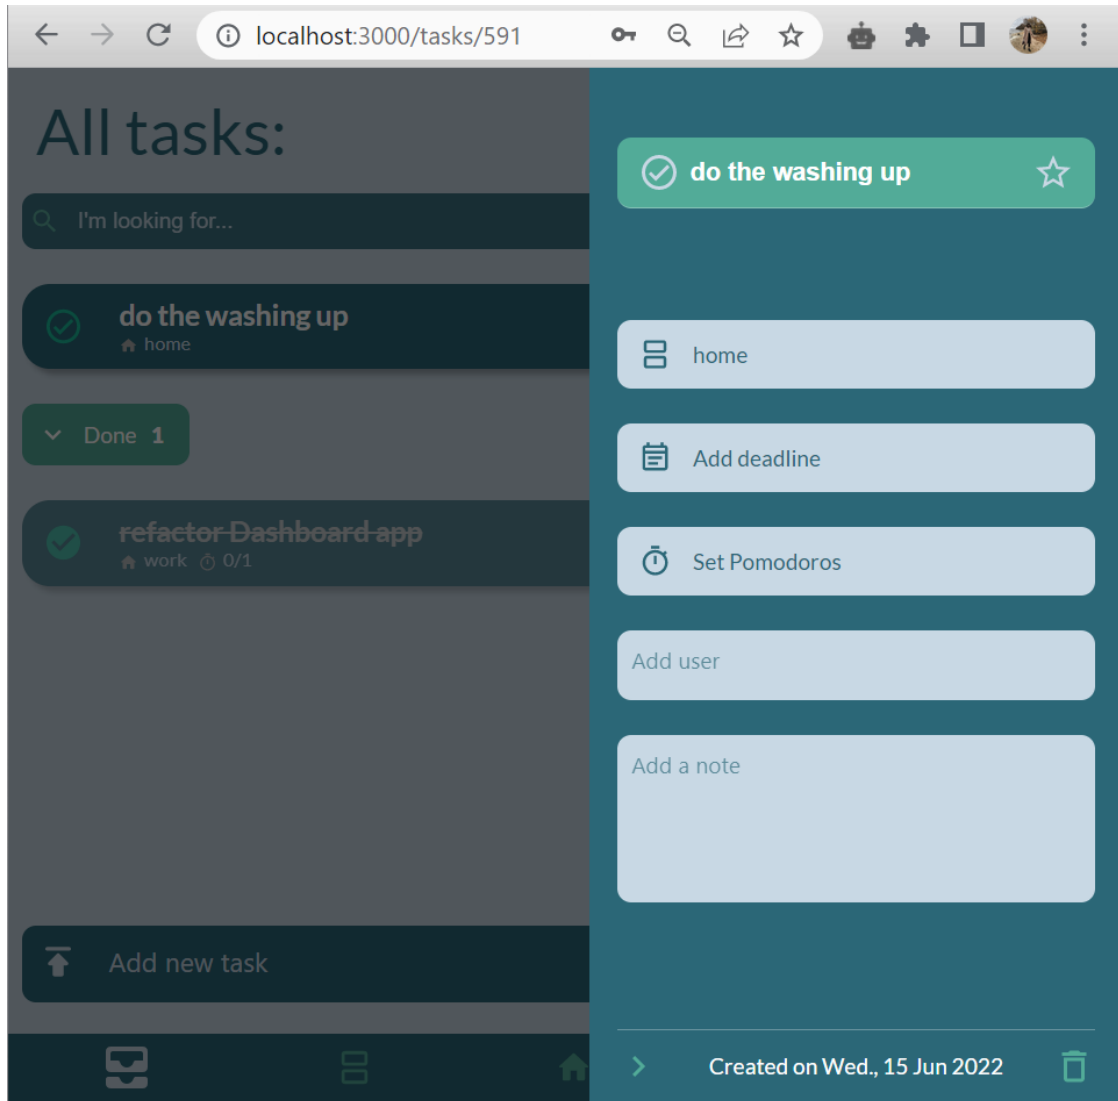 localhost:3000/tasks/591
All tasks:
I'm looking for...
do the washing up
home
Done 1
refactor Dashboard app
work 0/1
Add new task
do the washing up
home
Add deadline
Set Pomodoros
Add user
Add a note
Created on Wed., 15 Jun 2022